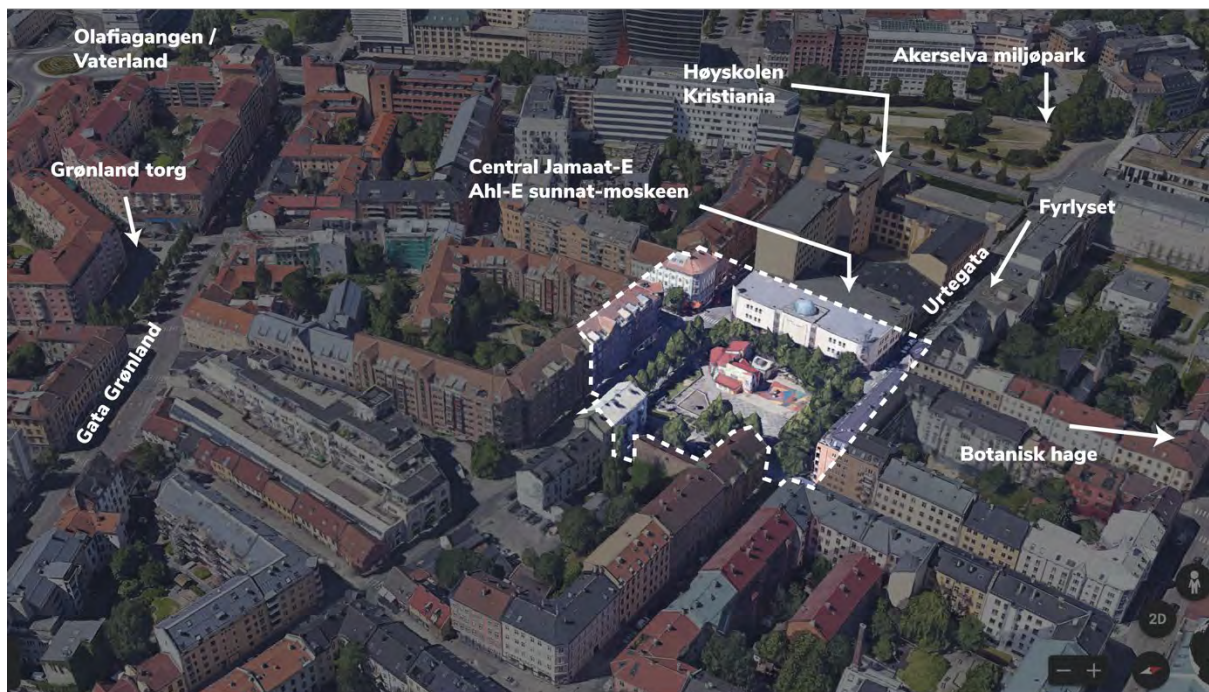 Olafiagangen /
Vaterland
Akerselva miljøpark
Høyskolen
Kristiania
Grønland torg
Central Jamaat-E
Ahl-E sunnat-moskeen
Fyrlyset
Urtegata
Gata Grønland
Botanisk hage
2D
− +